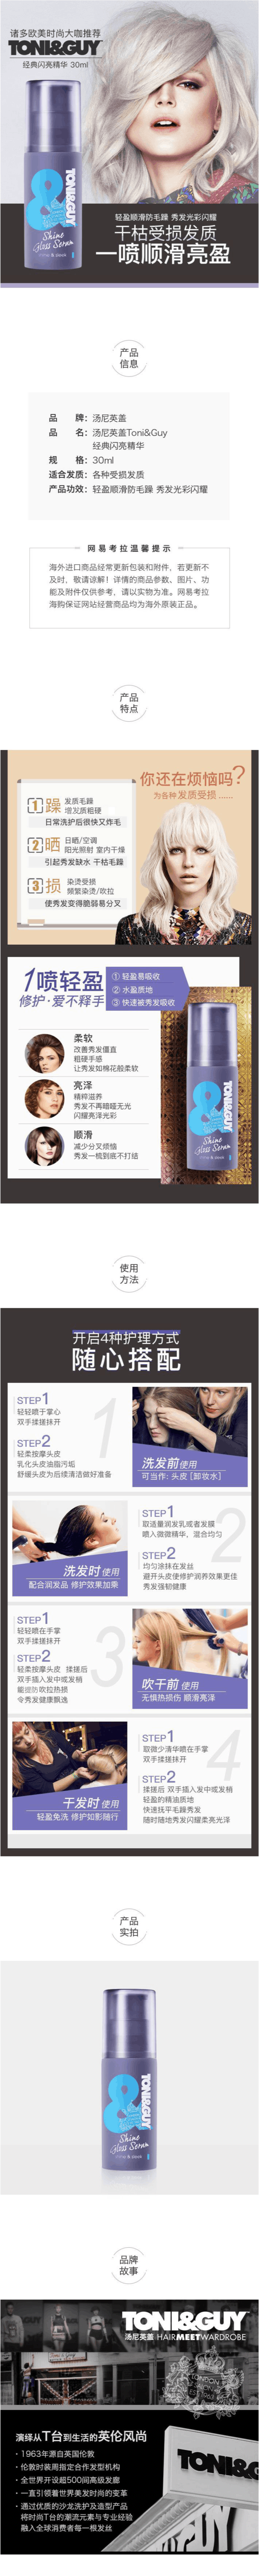 诸多欧美时尚大咖推荐
TONI&GUY
经典闪亮精华 30ml
&
TONI&GUY
Shine
Gloss Serum
轻盈顺滑防毛躁 秀发光彩闪耀
干枯受损发质
一喷顺滑亮盈
产品
信息
品 牌：汤尼英盖
品 名：汤尼英盖Toni&Guy
经典闪亮精华
规 格：30ml
适合发质：各种受损发质
产品功效：轻盈顺滑防毛躁 秀发光彩闪耀
网易考拉温馨提示
海外进口商品经常更新包装和附件，若更新不
及时，敬请谅解！详情的商品参数、图片、功
能及附件仅供参考，请以实物为准。网易考拉
海购保证网站经营商品均为海外原装正品。
产品
特点
你还在烦恼吗?
为各种发质受损......
1 躁 发质毛躁
增发质粗硬
日常洗护后很快又炸毛
2 晒 日晒/空调
阳光照射 室内干燥
引起秀发缺水 干枯毛躁
3 损 染烫受损
频繁染烫/吹拉
使秀发变得脆弱易分叉
1喷轻盈
修护·爱不释手
① 轻盈易吸收
② 水盈质地
③ 快速被秀发吸收
柔软
改善秀发僵直
粗硬手感
让秀发如棉花般柔软
亮泽
精粹滋养
秀发不再暗哑无光
闪耀亮泽光彩
顺滑
减少分叉烦恼
秀发一梳到底不打结
&
TONI&GUY
Shine
Gloss Serum
使用
方法
开启4种护理方式
随心搭配
STEP1
轻轻喷于掌心
双手揉搓抹开
STEP2
轻柔按摩头皮
乳化头皮油脂污垢
舒缓头皮为后续清洁做好准备
1
洗发前使用
可当作: 头皮 [卸妆水]
洗发时使用
配合润发品 修护效果加乘
STEP1
取适量润发乳或者发膜
喷入微微精华，混合均匀
STEP2
均匀涂抹在发丝
避开头皮使修护润养效果更佳
秀发强韧健康
2
STEP1
轻轻喷在手掌
双手揉搓抹开
STEP2
轻柔按摩头皮 揉搓后
双手插入发中或发梢
能巡防吹拉热损
令秀发健康飘逸
3
吹干前 使用
无惧热损伤 顺滑亮泽
干发时使用
轻盈免洗 修护如影随行
STEP1
取微少清华喷在手掌
双手揉搓抹开
STEP2
揉搓后 双手插入发中或发梢
轻盈的精油质地
快速抚平毛躁秀发
随时随地秀发闪耀柔亮光泽
4
产品
实拍
&
TONI&GUY
Shine
Gloss Serum
品牌
故事
TONI&GUY
汤尼英盖 HAIRMEETWARDROBE
演绎从T台到生活的英伦风尚
·1963年源自英国伦敦
·伦敦时装周指定合作发型机构
·全世界开设超500间高级发廊
·一直引领着世界美发时尚的变革
·通过优质的沙龙洗护及造型产品
将时尚T台的潮流元素与专业经验
融入全球消费者每一根发丝
TONI&G